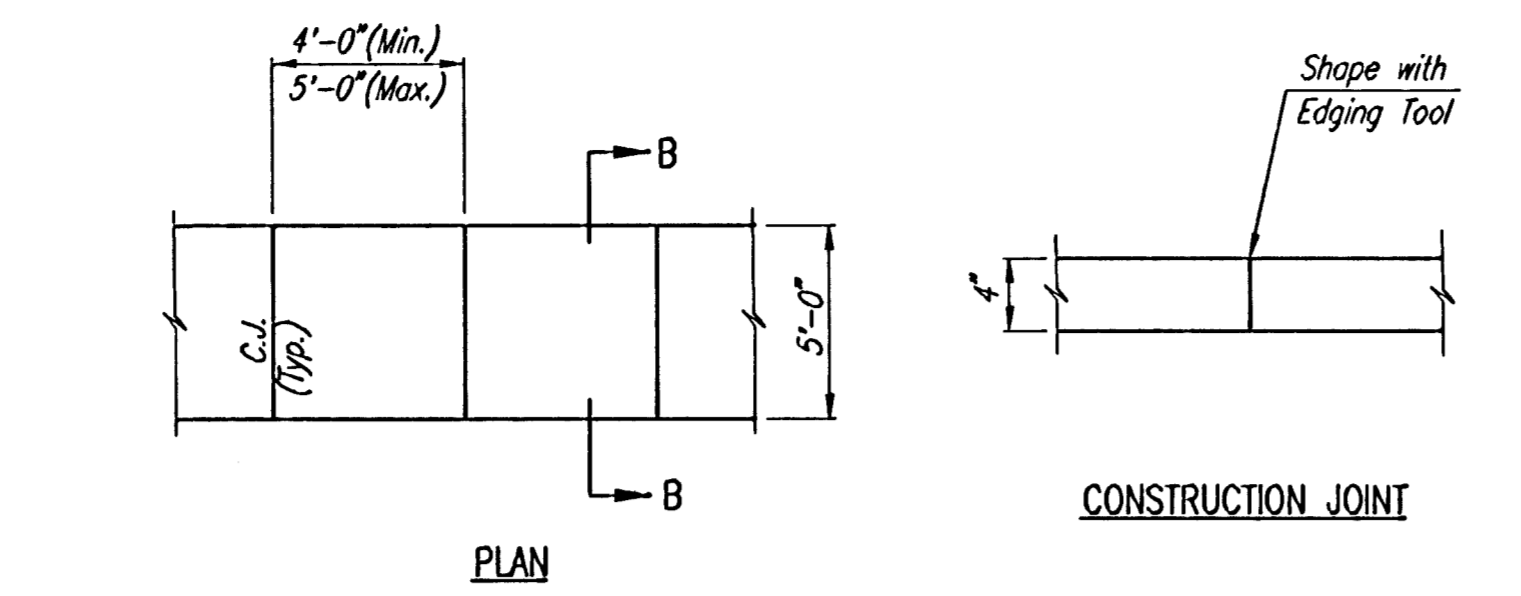 4'-0"(Min.)
5'-0"(Max.)
B
C.J.
(Typ.)
5'-0"
B
PLAN
Shape with
Edging Tool
4"
CONSTRUCTION JOINT